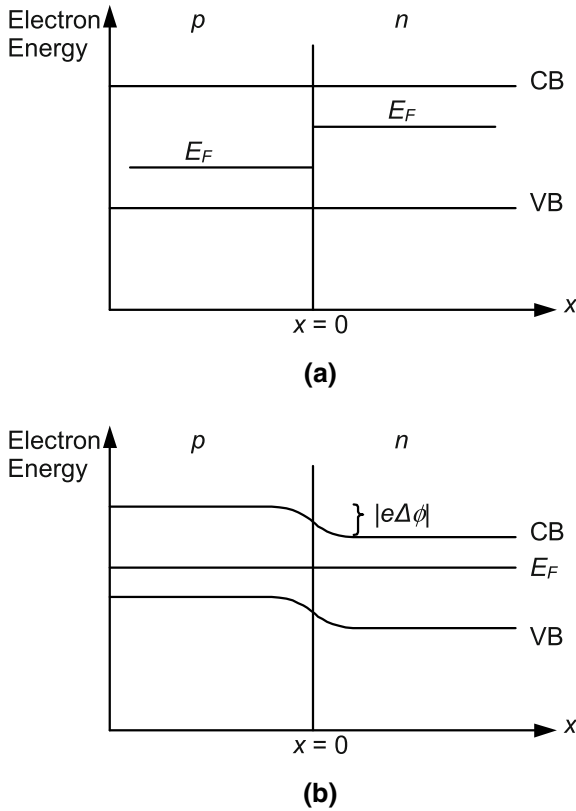 Electron
Energy
p
n
CB
E_F
E_F
VB
x
x = 0
(a)
Electron
Energy
p
n
|eΔϕ|
CB
E_F
VB
x
x = 0
(b)